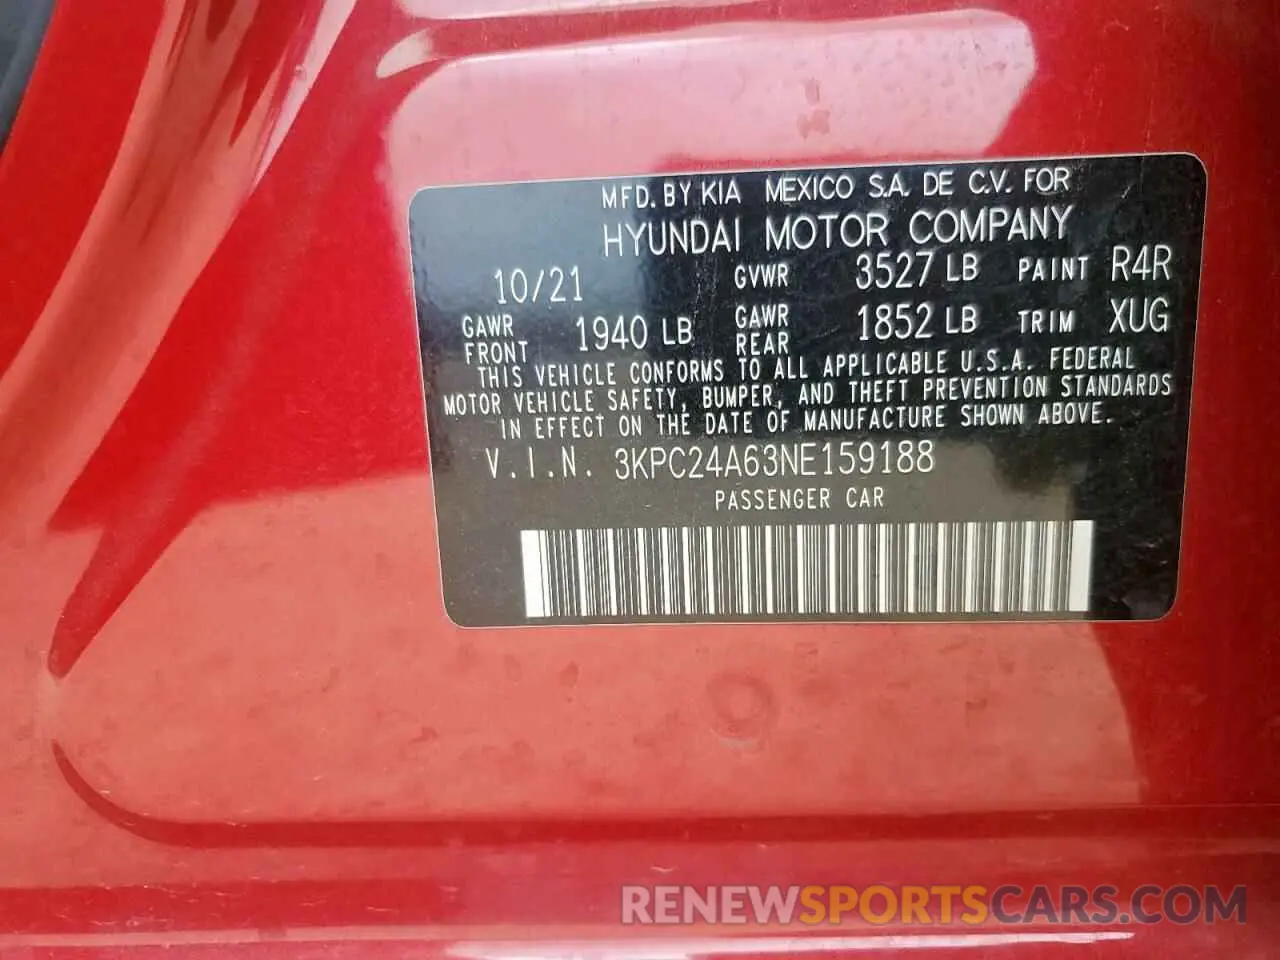 MFD. BY KIA MEXICO S.A. DE C.V. FOR
HYUNDAI MOTOR COMPANY
10/21 GVWR 3527 LB PAINT R4R
GAWR FRONT 1940 LB GAWR REAR 1852 LB TRIM XUG
THIS VEHICLE CONFORMS TO ALL APPLICABLE U.S.A. FEDERAL
MOTOR VEHICLE SAFETY, BUMPER, AND THEFT PREVENTION STANDARDS
IN EFFECT ON THE DATE OF MANUFACTURE SHOWN ABOVE.
V.I.N. 3KPC24A63NE159188
PASSENGER CAR
RENEWSPORTSCARS.COM